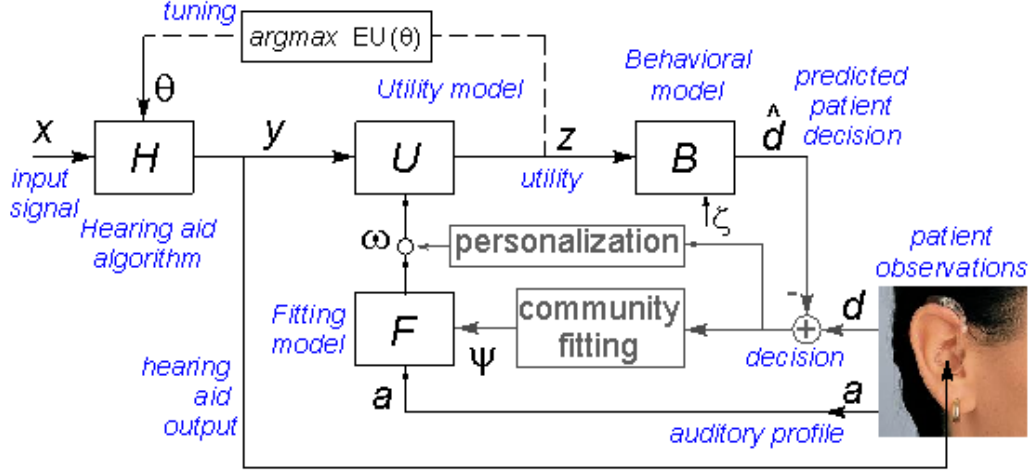 tuning
argmax EU(θ)
θ
Utility model
Behavioral
model
predicted
patient
decision
x
H
y
U
z
B
d̂
input
signal
utility
Hearing aid
algorithm
ω
personalization
ζ
patient
observations
Fitting
model
F
ψ
community
fitting
-
+
d
decision
hearing
aid
output
a
a
auditory profile